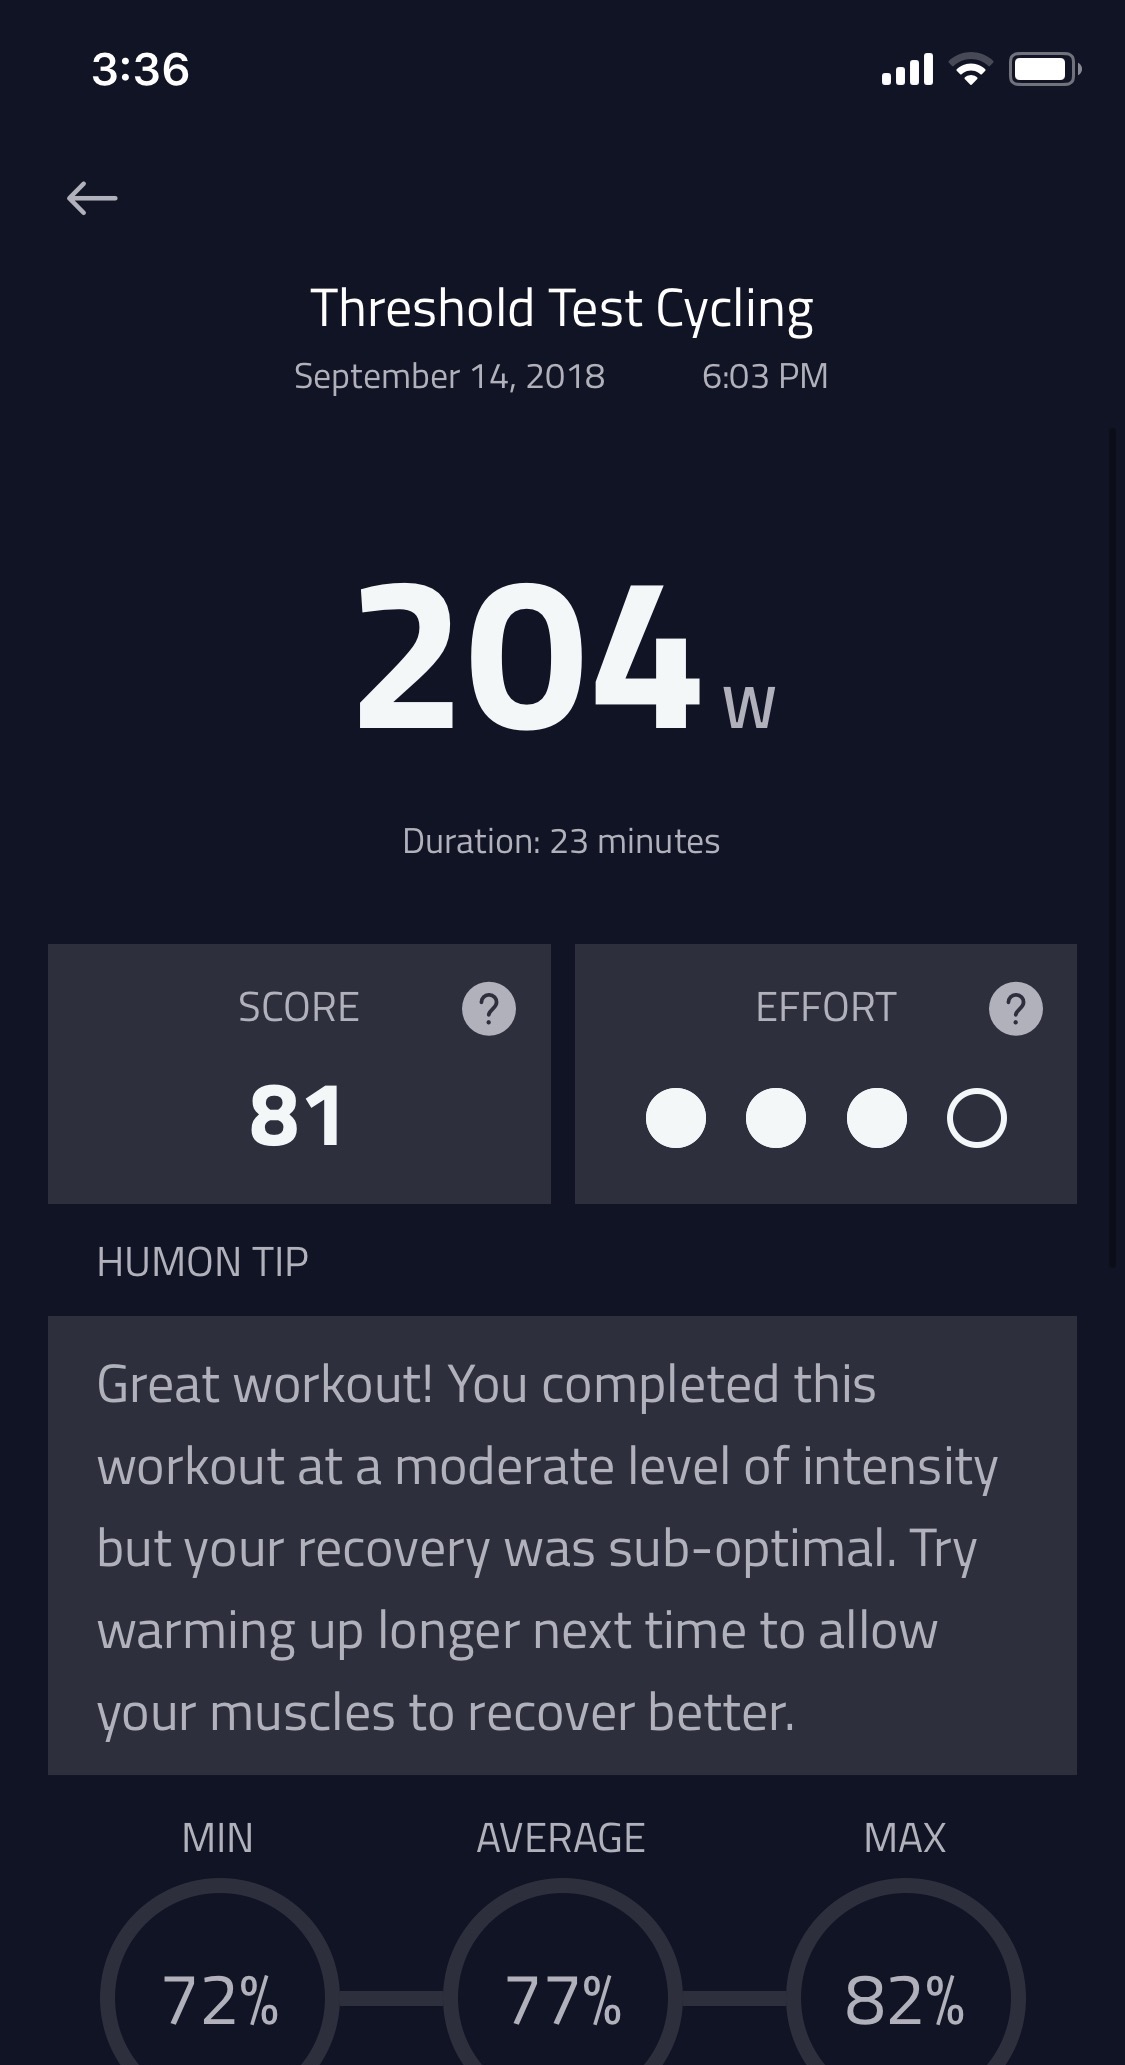 3:36
Threshold Test Cycling
September 14, 2018 6:03 PM
204 W
Duration: 23 minutes
SCORE ?
81
EFFORT ?
HUMON TIP
Great workout! You completed this
workout at a moderate level of intensity
but your recovery was sub-optimal. Try
warming up longer next time to allow
your muscles to recover better.
MIN AVERAGE MAX
72% 77% 82%